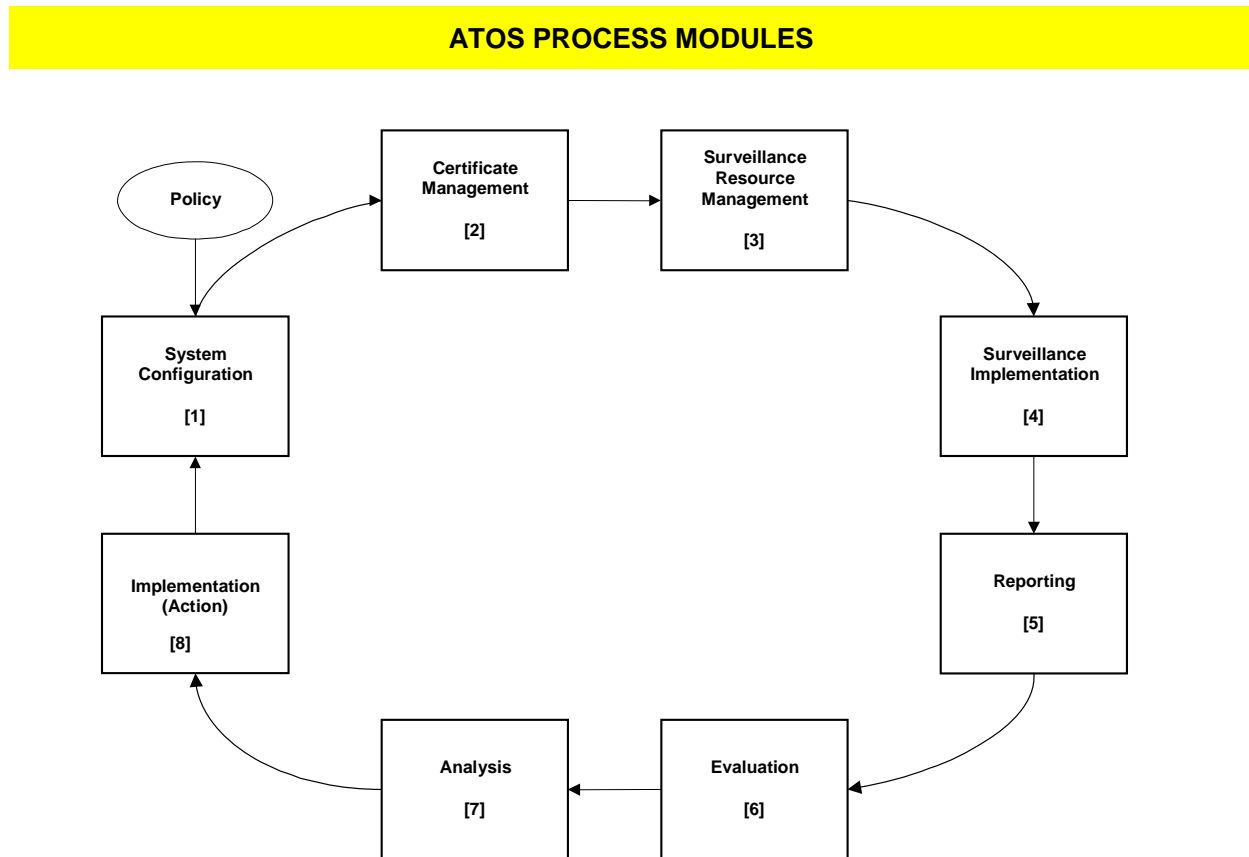 ATOS PROCESS MODULES
Policy
Certificate
Management
[2]
Surveillance
Resource
Management
[3]
System
Configuration
[1]
Surveillance
Implementation
[4]
Implementation
(Action)
[8]
Reporting
[5]
Analysis
[7]
Evaluation
[6]